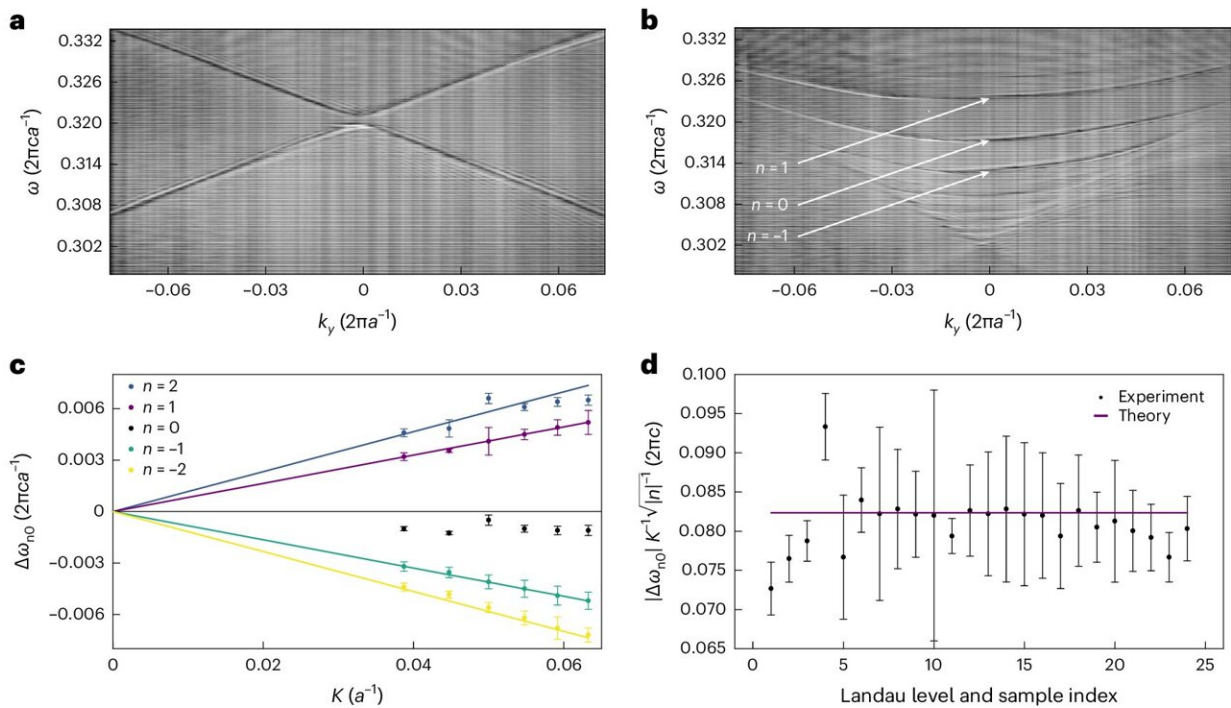 a
0.332
0.326
0.320
0.314
0.308
0.302
ω (2πca⁻¹)
−0.06 −0.03 0 0.03 0.06
k_y (2πa⁻¹)
b
0.332
0.326
0.320
0.314
0.308
0.302
ω (2πca⁻¹)
n = 1
n = 0
n = −1
−0.06 −0.03 0 0.03 0.06
k_y (2πa⁻¹)
c
n = 2
n = 1
n = 0
n = −1
n = −2
0.006
0.003
0
−0.003
−0.006
Δω_n0 (2πca⁻¹)
0 0.02 0.04 0.06
K (a⁻¹)
d
0.100
0.095
0.090
0.085
0.080
0.075
0.070
0.065
|Δω_n0| K⁻¹√|n|⁻¹ (2πc)
Experiment
Theory
0 5 10 15 20 25
Landau level and sample index